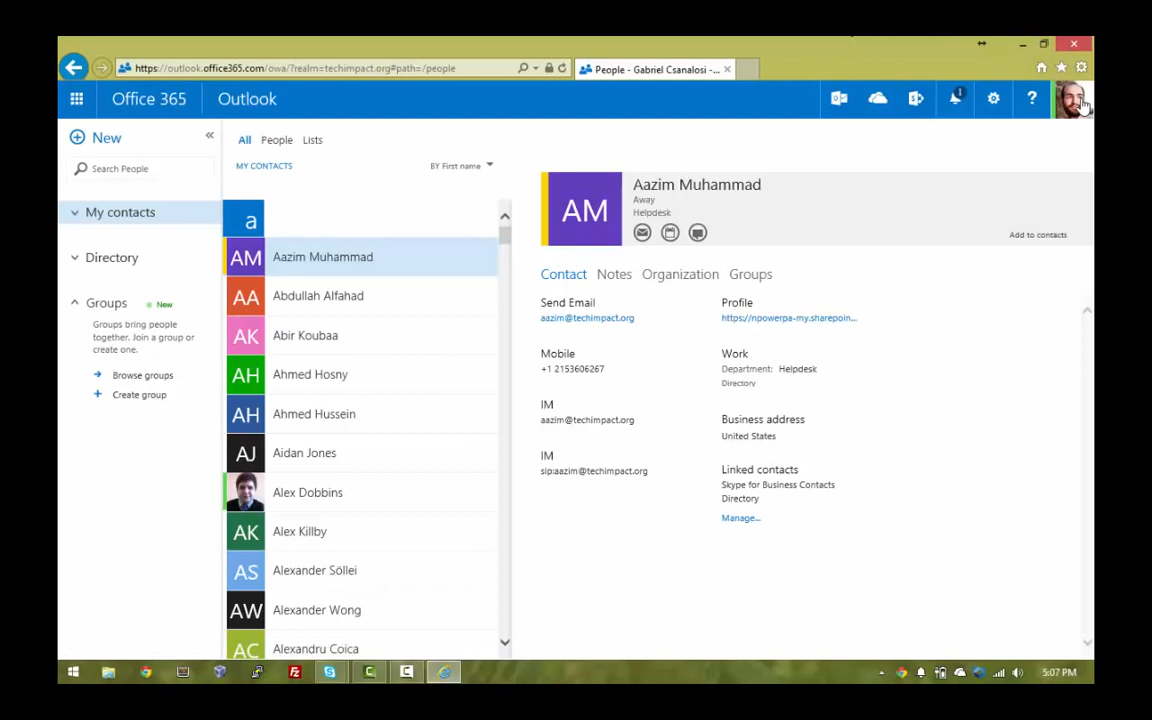 https://outlook.office365.com/owa/?realm=techimpact.org#path=/people
People - Gabriel Csanalosi -...
Office 365
Outlook
1
?
New
Search People
My contacts
Directory
Groups
New
Groups bring people
together. Join a group or
create one.
Browse groups
Create group
All
People
Lists
MY CONTACTS
BY First name
a
AM
Aazim Muhammad
AA
Abdullah Alfahad
AK
Abir Koubaa
AH
Ahmed Hosny
AH
Ahmed Hussein
AJ
Aidan Jones
Alex Dobbins
AK
Alex Killby
AS
Alexander Söllei
AW
Alexander Wong
AC
Alexandru Coica
AM
Aazim Muhammad
Away
Helpdesk
Add to contacts
Contact
Notes
Organization
Groups
Send Email
aazim@techimpact.org
Mobile
+1 2153606267
IM
aazim@techimpact.org
IM
sip:aazim@techimpact.org
Profile
https://npowerpa-my.sharepoin...
Work
Department: Helpdesk
Directory
Business address
United States
Linked contacts
Skype for Business Contacts
Directory
Manage...
5:07 PM